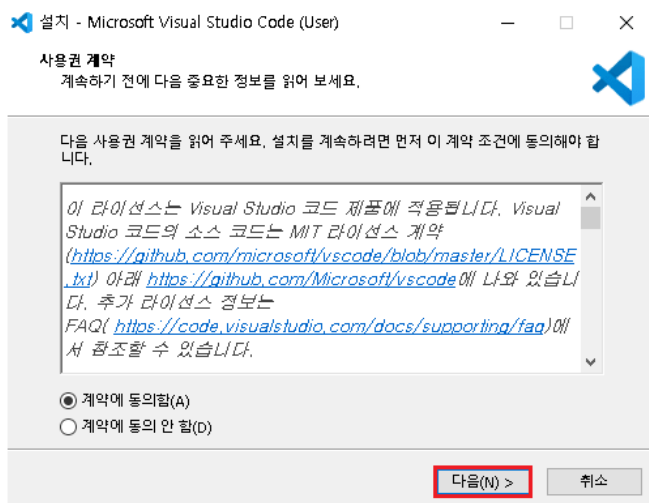 설치 - Microsoft Visual Studio Code (User)
사용권 계약
계속하기 전에 다음 중요한 정보를 읽어 보세요.
다음 사용권 계약을 읽어 주세요. 설치를 계속하려면 먼저 이 계약 조건에 동의해야 합
니다.
이 라이선스는 Visual Studio 코드 제품에 적용됩니다. Visual
Studio 코드의 소스 코드는 MIT 라이선스 계약
(https://github.com/microsoft/vscode/blob/master/LICENSE
.txt) 아래 https://github.com/Microsoft/vscode에 나와 있습니
다. 추가 라이선스 정보는
FAQ( https://code.visualstudio.com/docs/supporting/faq)에
서 참조할 수 있습니다.
계약에 동의함(A)
계약에 동의 안 함(D)
다음(N) >
취소